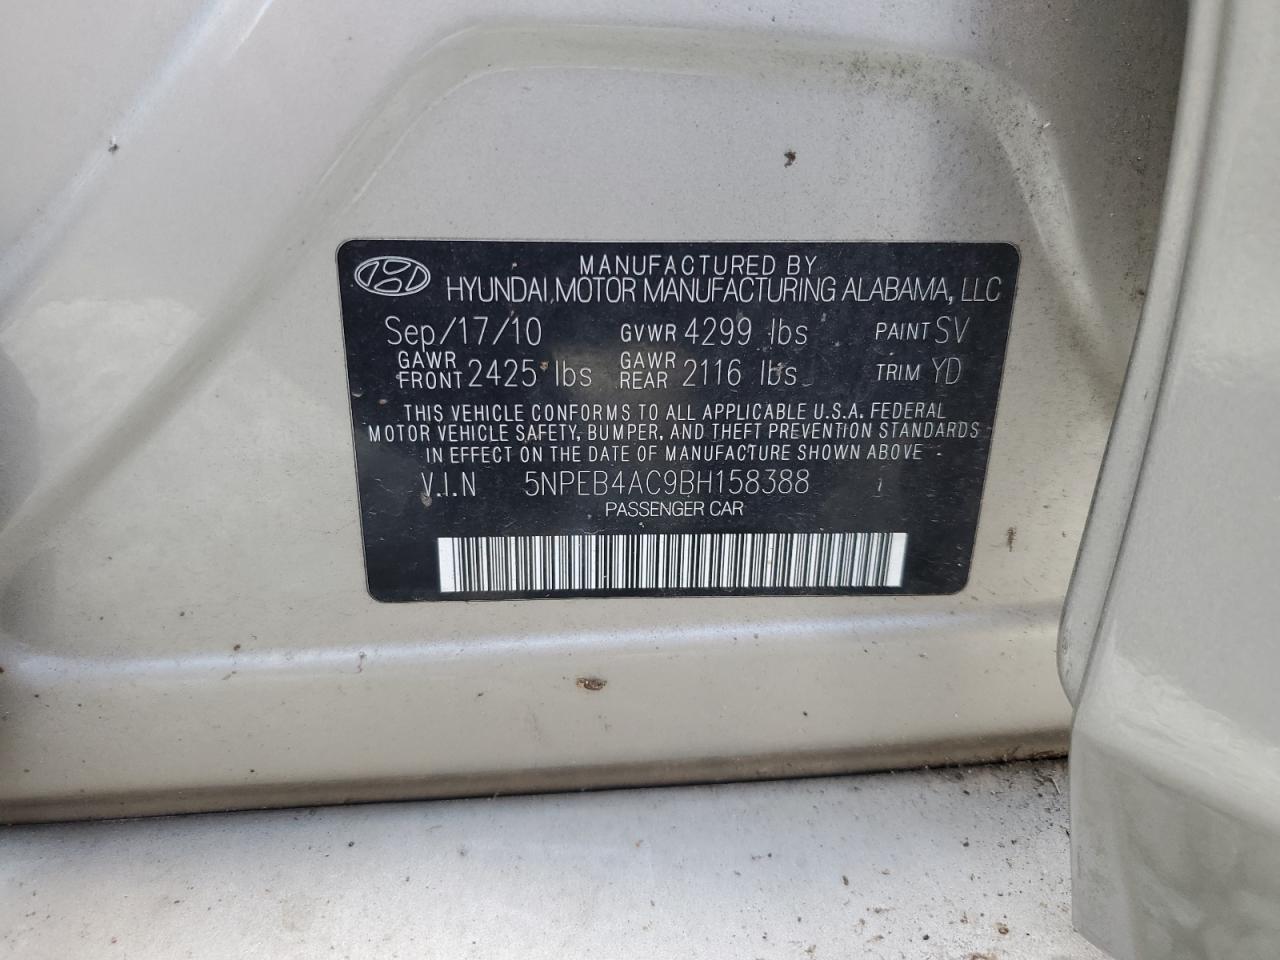 MANUFACTURED BY
HYUNDAI MOTOR MANUFACTURING ALABAMA, LLC
Sep/17/10 GVWR 4299 lbs PAINT SV
GAWR FRONT 2425 lbs GAWR REAR 2116 lbs TRIM YD
THIS VEHICLE CONFORMS TO ALL APPLICABLE U.S.A. FEDERAL
MOTOR VEHICLE SAFETY, BUMPER, AND THEFT PREVENTION STANDARDS
IN EFFECT ON THE DATE OF MANUFACTURE SHOWN ABOVE
V.I.N 5NPEB4AC9BH158388
PASSENGER CAR